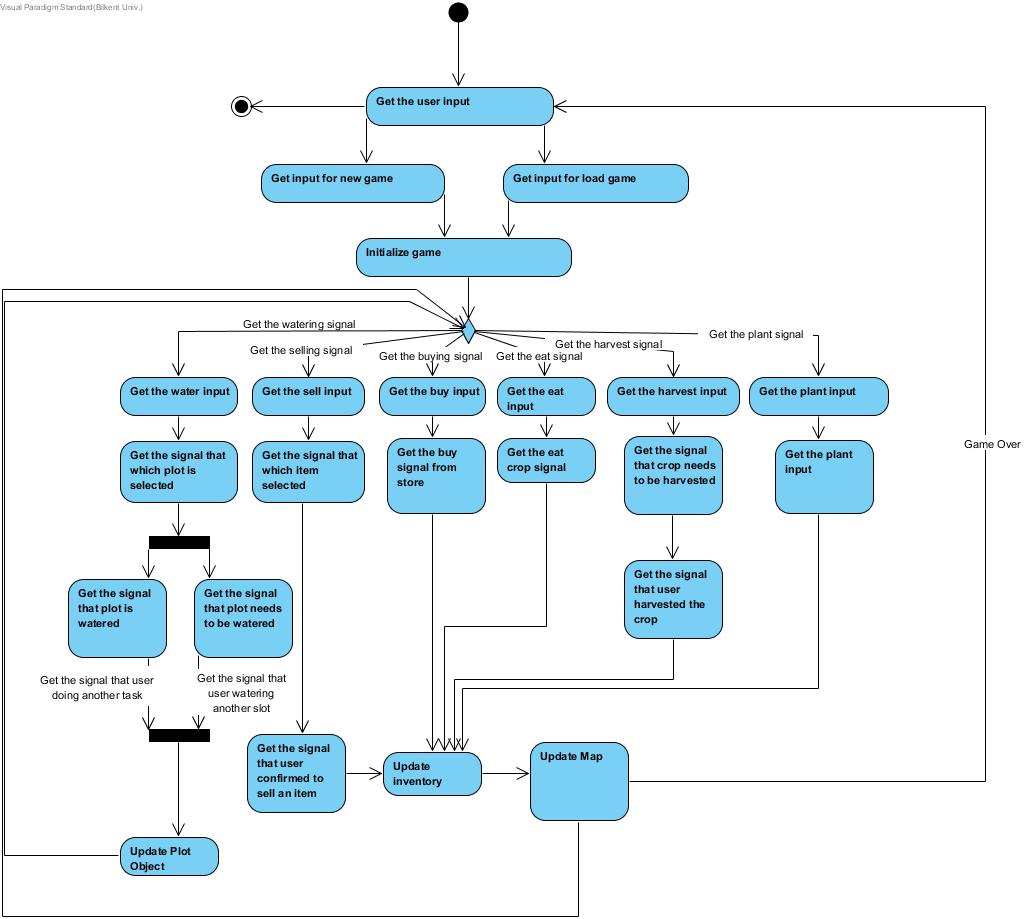 Visual Paradigm Standard(Bilkent Univ.)
Get the user input
Get input for new game
Get input for load game
Initialize game
Get the watering signal
Get the selling signal
Get the buying signal
Get the eat signal
Get the harvest signal
Get the plant signal
Get the water input
Get the sell input
Get the buy input
Get the eat
input
Get the harvest input
Get the plant input
Game Over
Get the signal that
which plot is
selected
Get the signal that
which item
selected
Get the buy
signal from
store
Get the eat
crop signal
Get the signal
that crop needs
to be harvested
Get the plant
input
Get the signal
that plot is
watered
Get the signal
that plot needs
to be watered
Get the signal
that user
harvested the
crop
Get the signal that user
doing another task
Get the signal that
user watering
another slot
Get the signal
that user
confirmed to
sell an item
Update
inventory
Update Map
Update Plot
Object